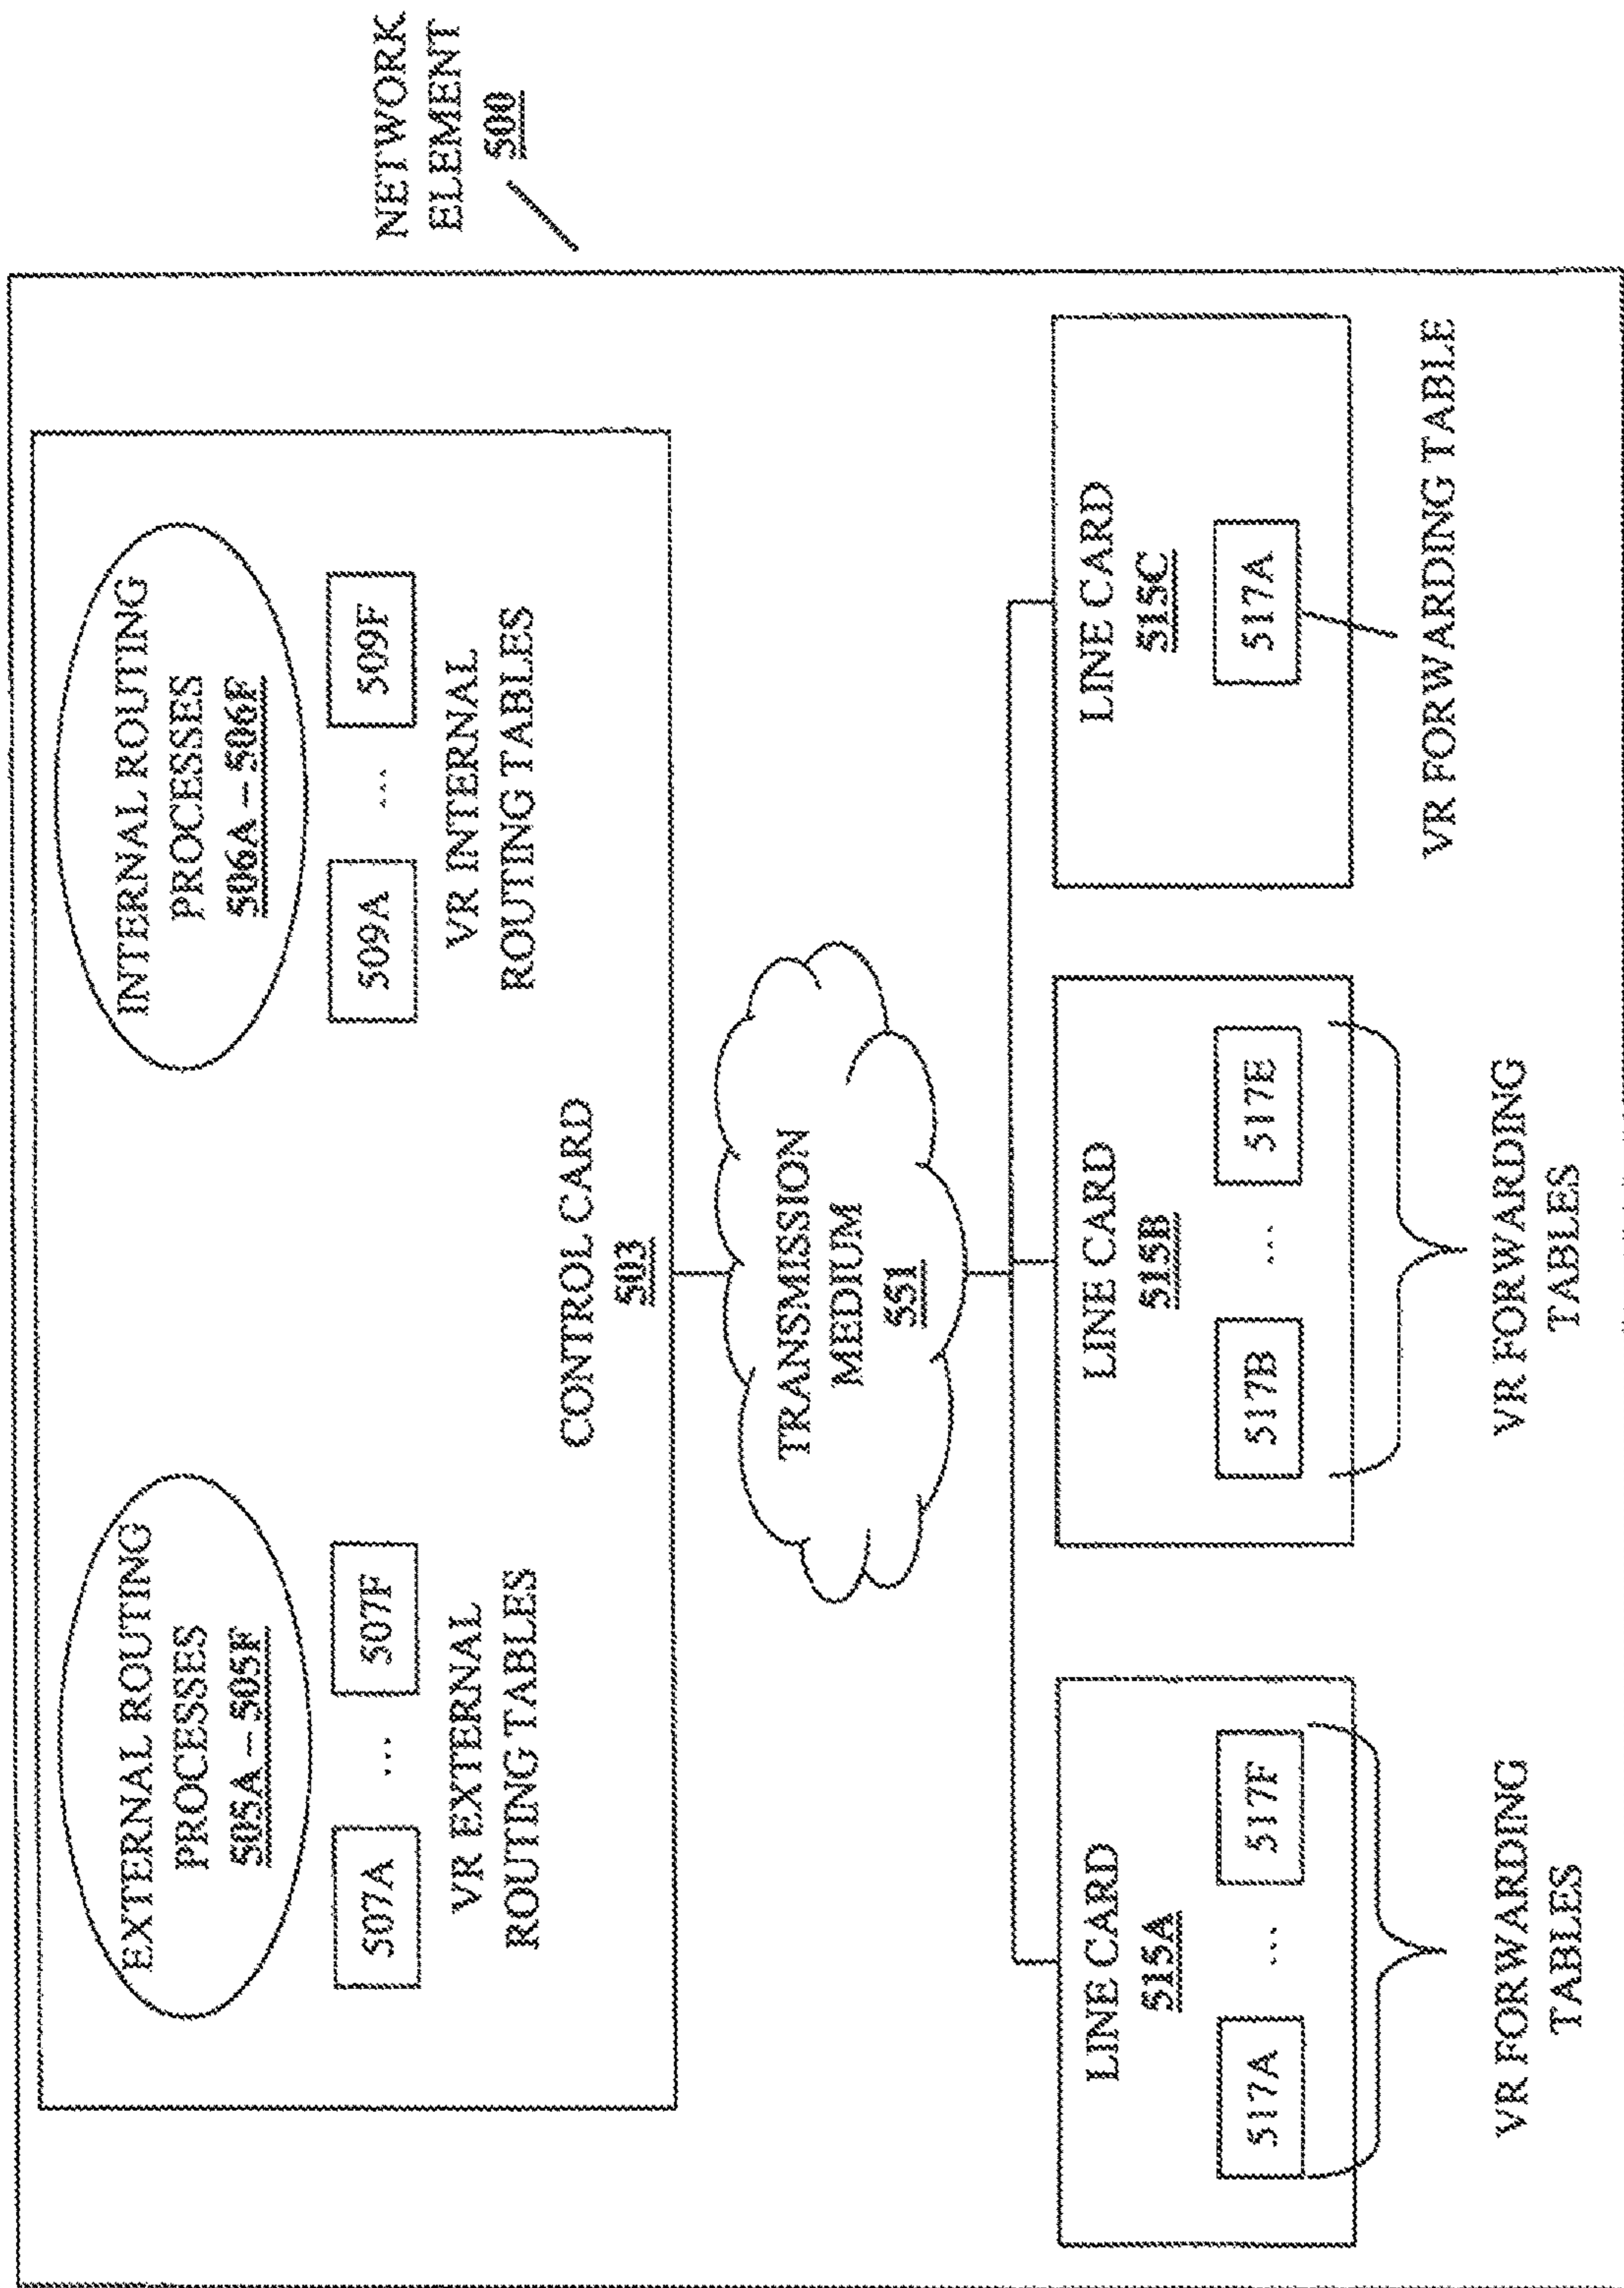 NETWORK
ELEMENT
500
EXTERNAL ROUTING
PROCESSES
505A – 505F
507A
...
507F
VR EXTERNAL
ROUTING TABLES
INTERNAL ROUTING
PROCESSES
506A – 506F
509A
...
509F
VR INTERNAL
ROUTING TABLES
CONTROL CARD
503
TRANSMISSION
MEDIUM
551
LINE CARD
515A
517A
...
517F
VR FORWARDING
TABLES
LINE CARD
515B
517B
...
517E
VR FORWARDING
TABLES
LINE CARD
515C
517A
VR FORWARDING TABLE